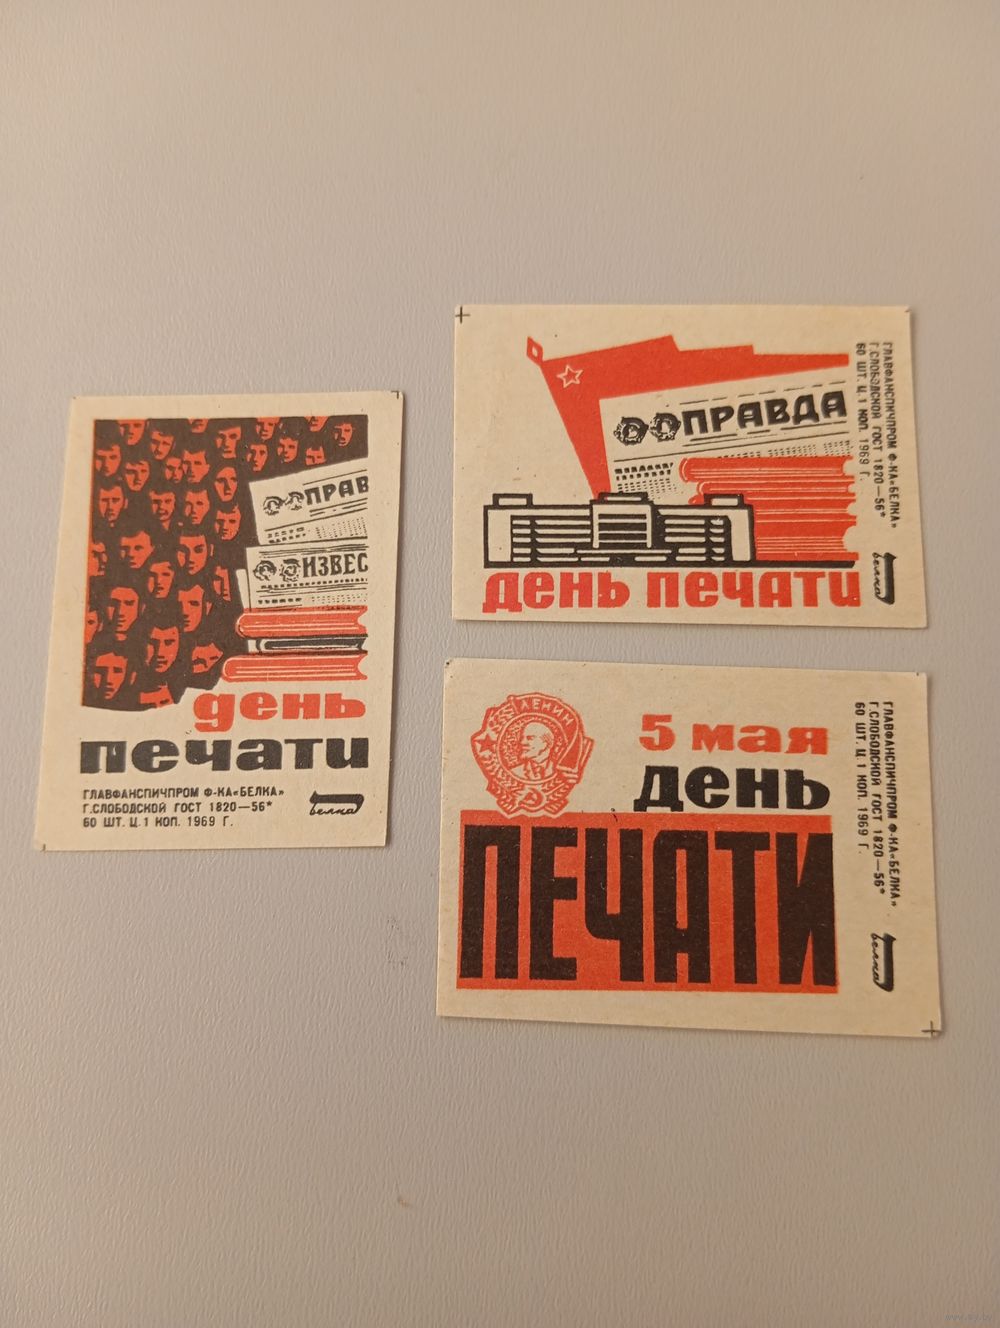 ПРАВ
ИЗВЕС
день
печати
ГЛАВФАНСПИЧПРОМ Ф-КА«БЕЛКА»
Г.СЛОБОДСКОЙ ГОСТ 1820—56*
60 ШТ. Ц.1 КОП. 1969 Г.
белка
ПРАВДА
день печати
ГЛАВФАНСПИЧПРОМ Ф-КА«БЕЛКА»
Г.СЛОБОДСКОЙ ГОСТ 1820—56*
60 ШТ. Ц.1 КОП. 1969 Г.
белка
ЛЕНИН
5 мая
день
ПЕЧАТИ
ГЛАВФАНСПИЧПРОМ Ф-КА«БЕЛКА»
Г.СЛОБОДСКОЙ ГОСТ 1820—56*
60 ШТ. Ц.1 КОП. 1969 Г.
белка